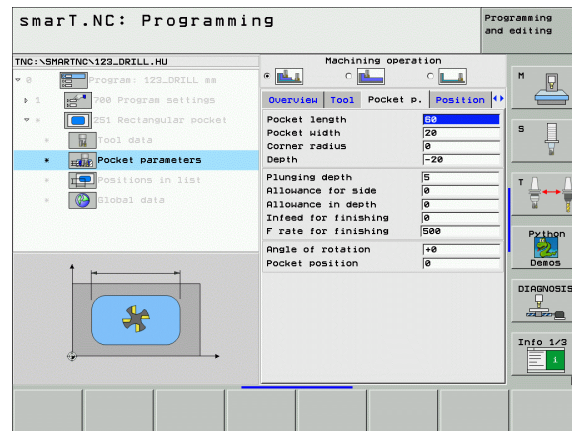 smarT.NC: Programming
Programming
and editing
TNC:\SMARTNC\123_DRILL.HU
0 Program: 123_DRILL mm
1 700 Program settings
* 251 Rectangular pocket
* Tool data
* Pocket parameters
* Positions in list
* Global data
Machining operation
Overview Tool Pocket p. Position
Pocket length 60
Pocket width 20
Corner radius 0
Depth -20
Plunging depth 5
Allowance for side 0
Allowance in depth 0
Infeed for finishing 0
F rate for finishing 500
Angle of rotation +0
Pocket position 0
M
S
T
Python
Demos
DIAGNOSIS
Info 1/3
i